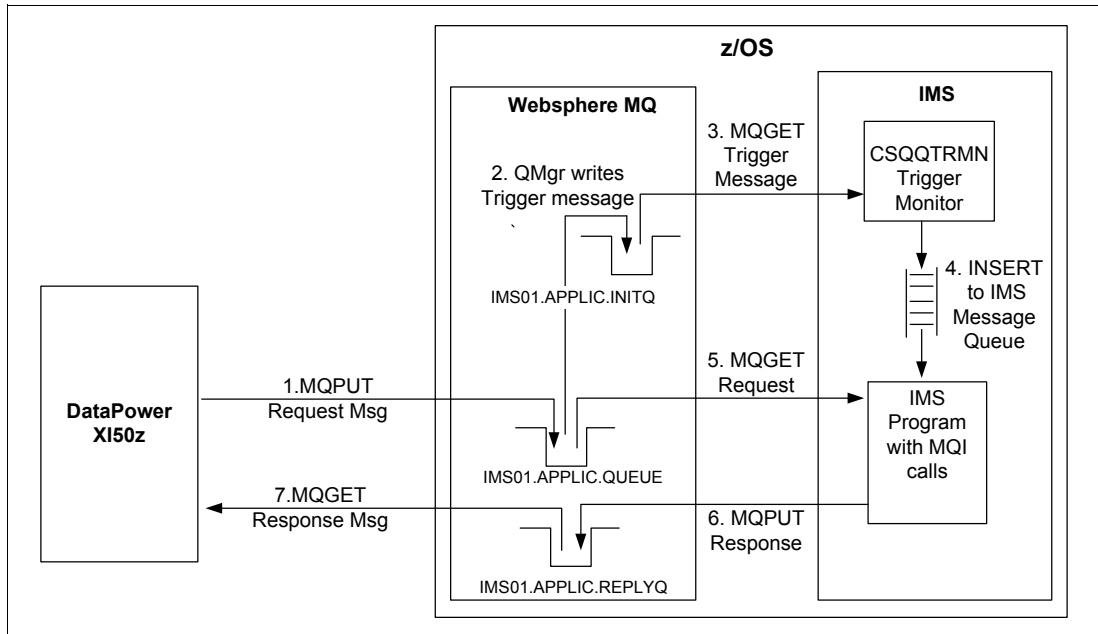 z/OS
Websphere MQ
IMS
3. MQGET
Trigger
Message
CSQQTRMN
Trigger
Monitor
2. QMgr writes
Trigger message
`
IMS01.APPLIC.INITQ
4. INSERT
to IMS
Message
Queue
DataPower
XI50z
1.MQPUT
Request Msg
5. MQGET
Request
IMS
Program
with MQI
calls
IMS01.APPLIC.QUEUE
7.MQGET
Response Msg
6. MQPUT
Response
IMS01.APPLIC.REPLYQ